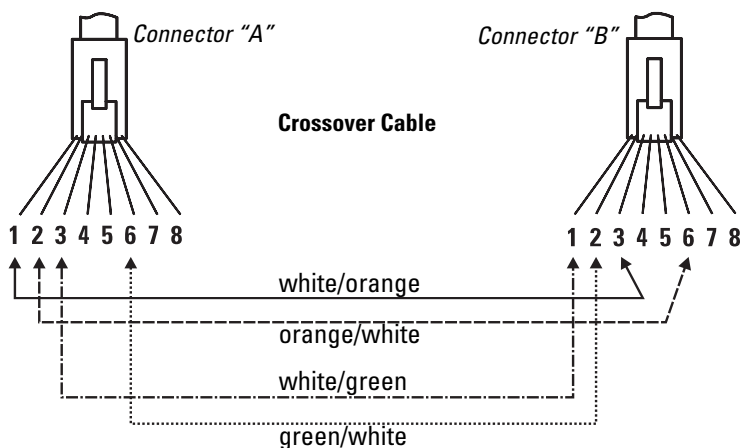 Connector “A”
Connector “B”
Crossover Cable
1 2 3 4 5 6 7 8
1 2 3 4 5 6 7 8
white/orange
orange/white
white/green
green/white